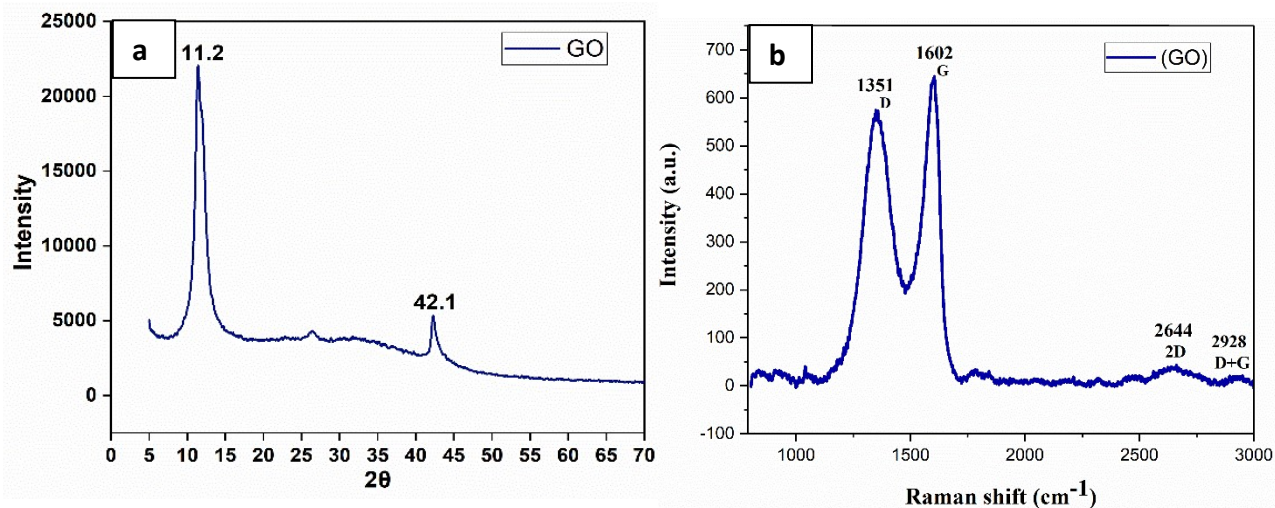 a
GO
11.2
42.1
Intensity
25000
20000
15000
10000
5000
0
0 5 10 15 20 25 30 35 40 45 50 55 60 65 70
2θ
b
(GO)
1351
D
1602
G
2644
2D
2928
D+G
Intensity (a.u.)
700
600
500
400
300
200
100
0
-100
1000 1500 2000 2500 3000
Raman shift (cm-1)